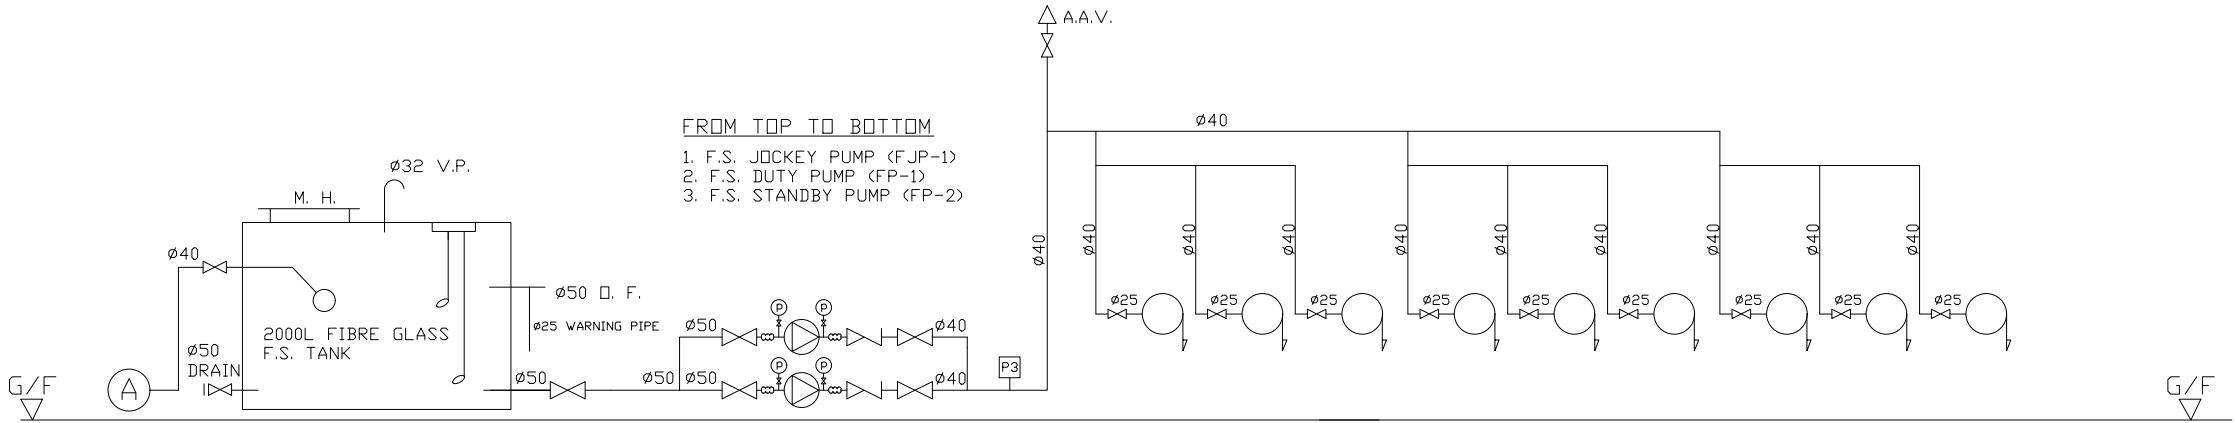 A.A.V.
FROM TOP TO BOTTOM
1. F.S. JOCKEY PUMP (FJP-1)
2. F.S. DUTY PUMP (FP-1)
3. F.S. STANDBY PUMP (FP-2)
ø40
ø32 V.P.
M. H.
ø40
ø50 O. F.
ø25 WARNING PIPE
2000L FIBRE GLASS
F.S. TANK
ø50
DRAIN
A
G/F
ø50
ø50
ø50
P
P
ø40
ø50
P
P
ø40
P3
ø40
ø40
ø40
ø40
ø40
ø40
ø40
ø40
ø40
ø40
ø25
ø25
ø25
ø25
ø25
ø25
ø25
ø25
ø25
G/F